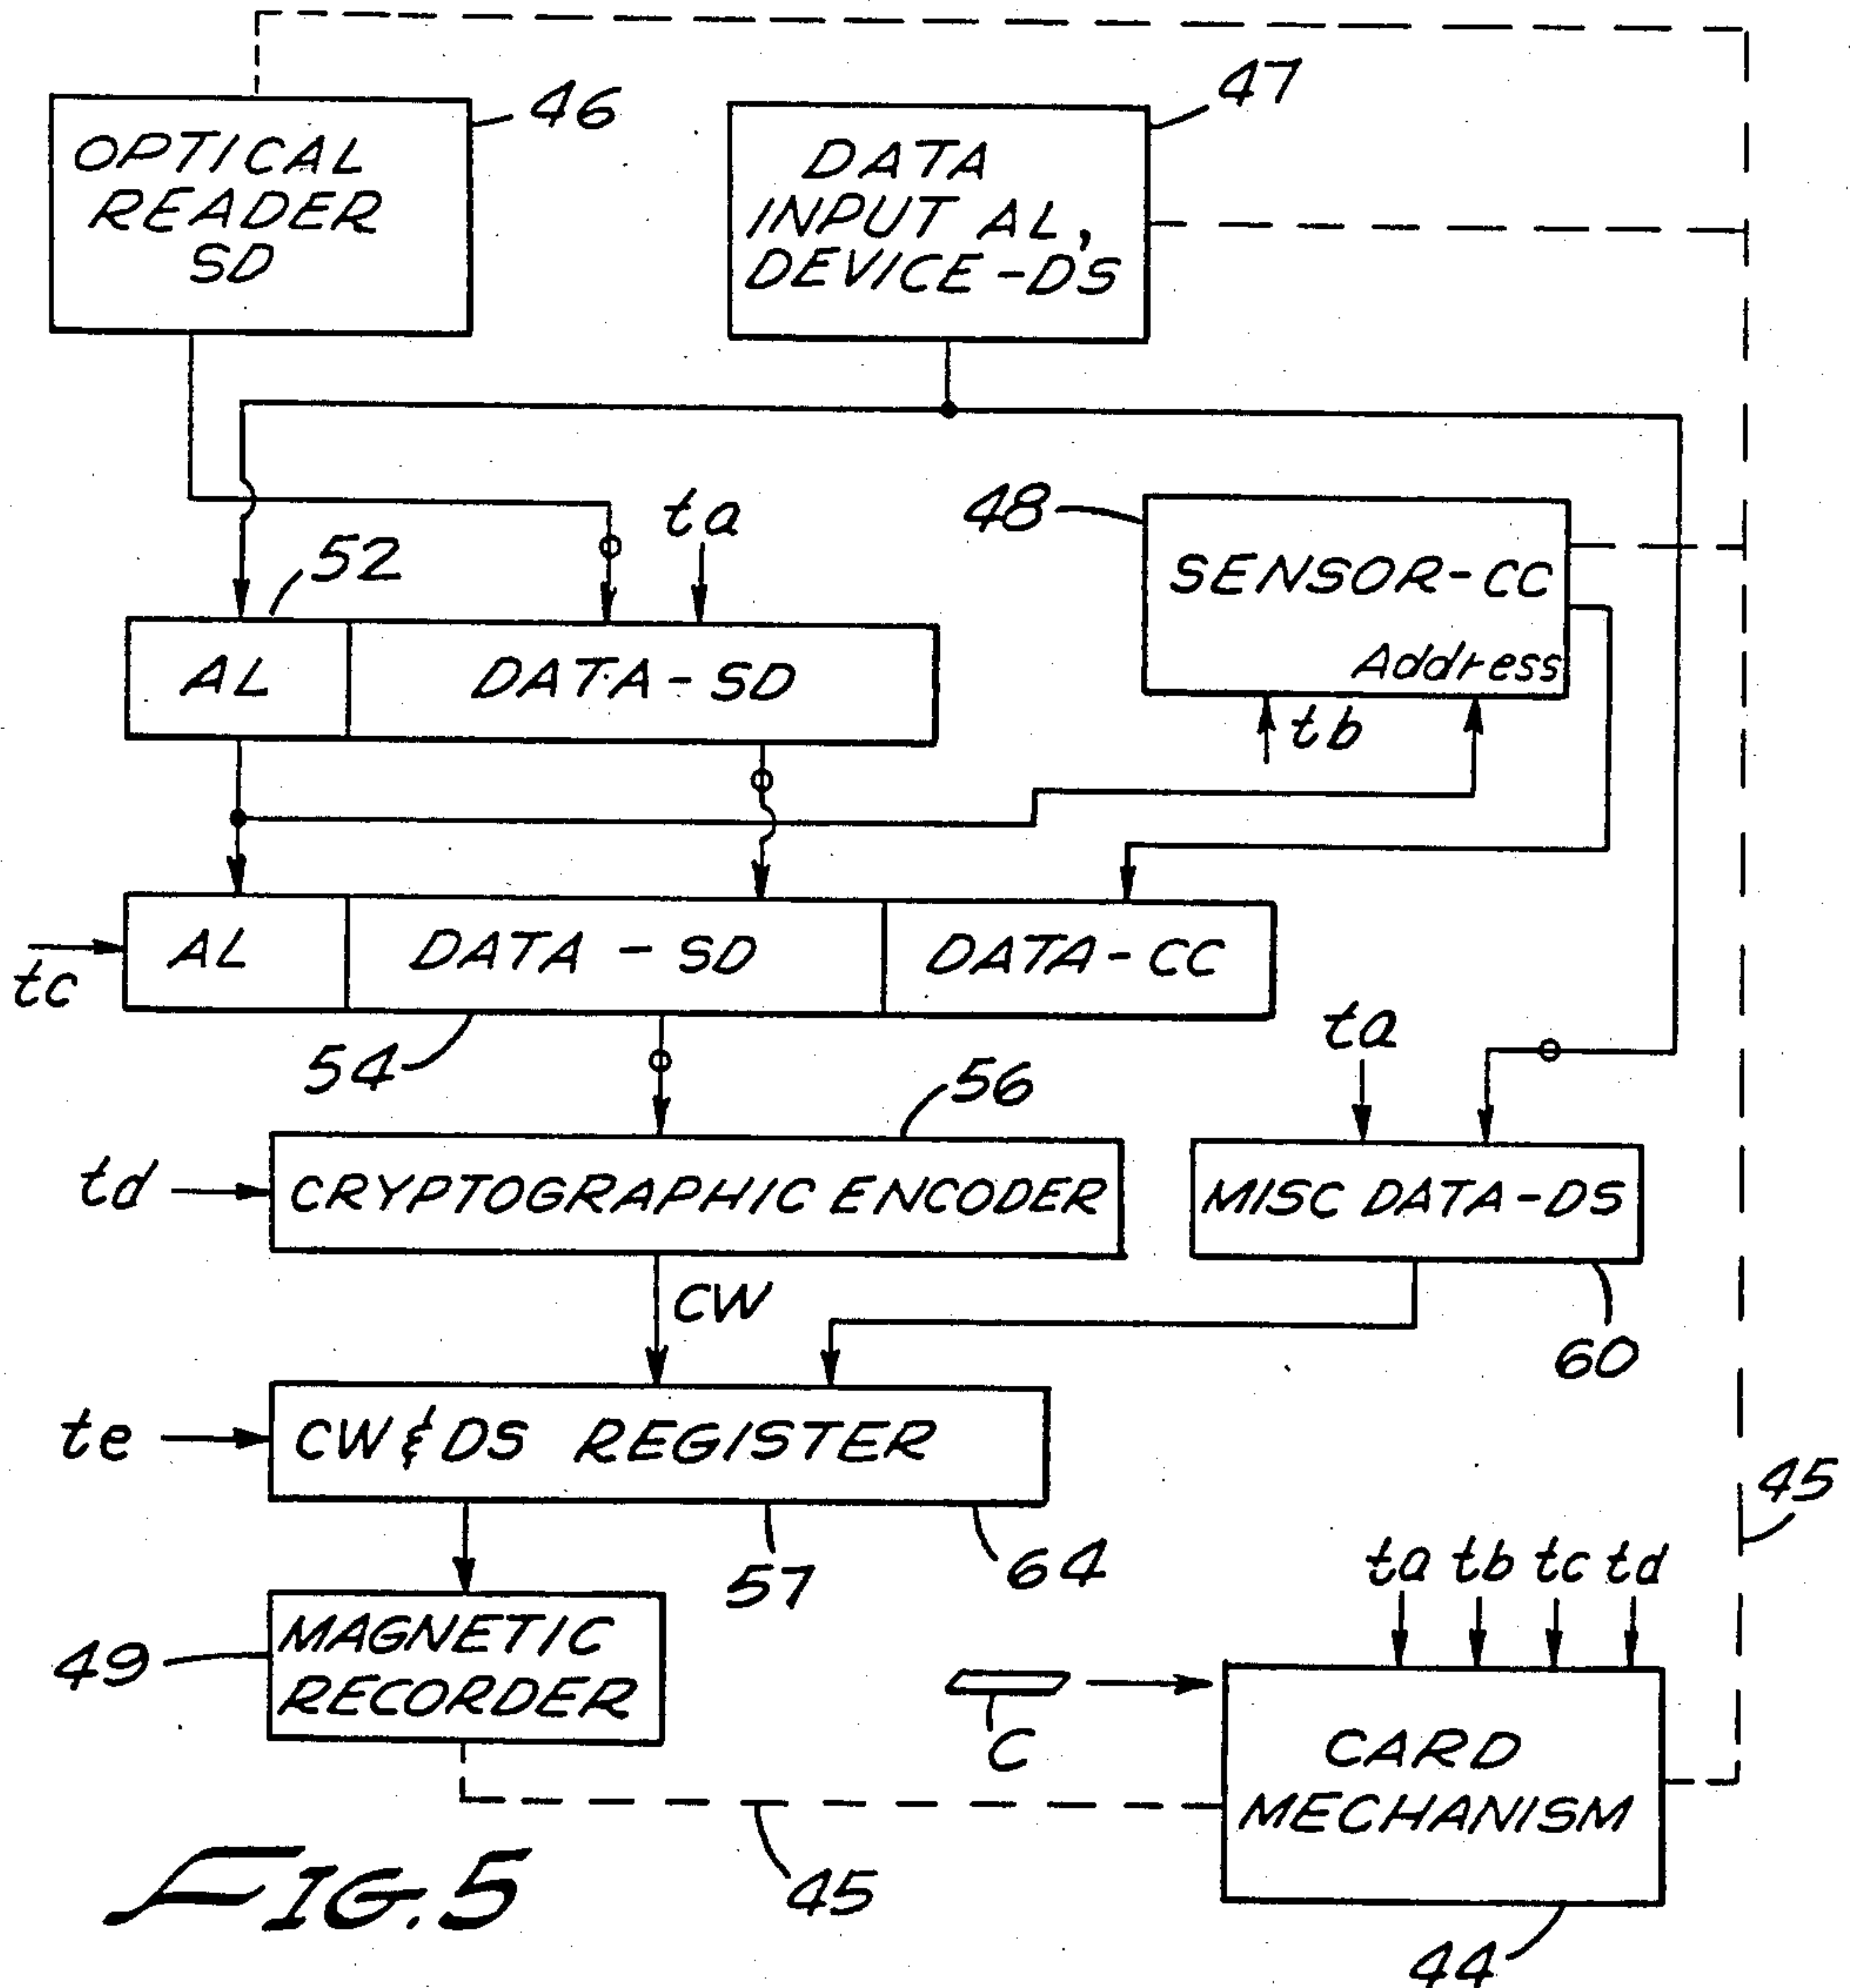 46
47
OPTICAL
READER
SD
DATA
INPUT AL,
DEVICE-DS
ta
48
52
SENSOR-CC
Address
AL
DATA-SD
tb
AL
DATA - SD
DATA-CC
tc
ta
54
56
td
CRYPTOGRAPHIC ENCODER
MISC DATA-DS
CW
60
te
CW & DS REGISTER
45
57
64
ta tb tc td
49
MAGNETIC
RECORDER
C
CARD
MECHANISM
45
FIG. 5
44